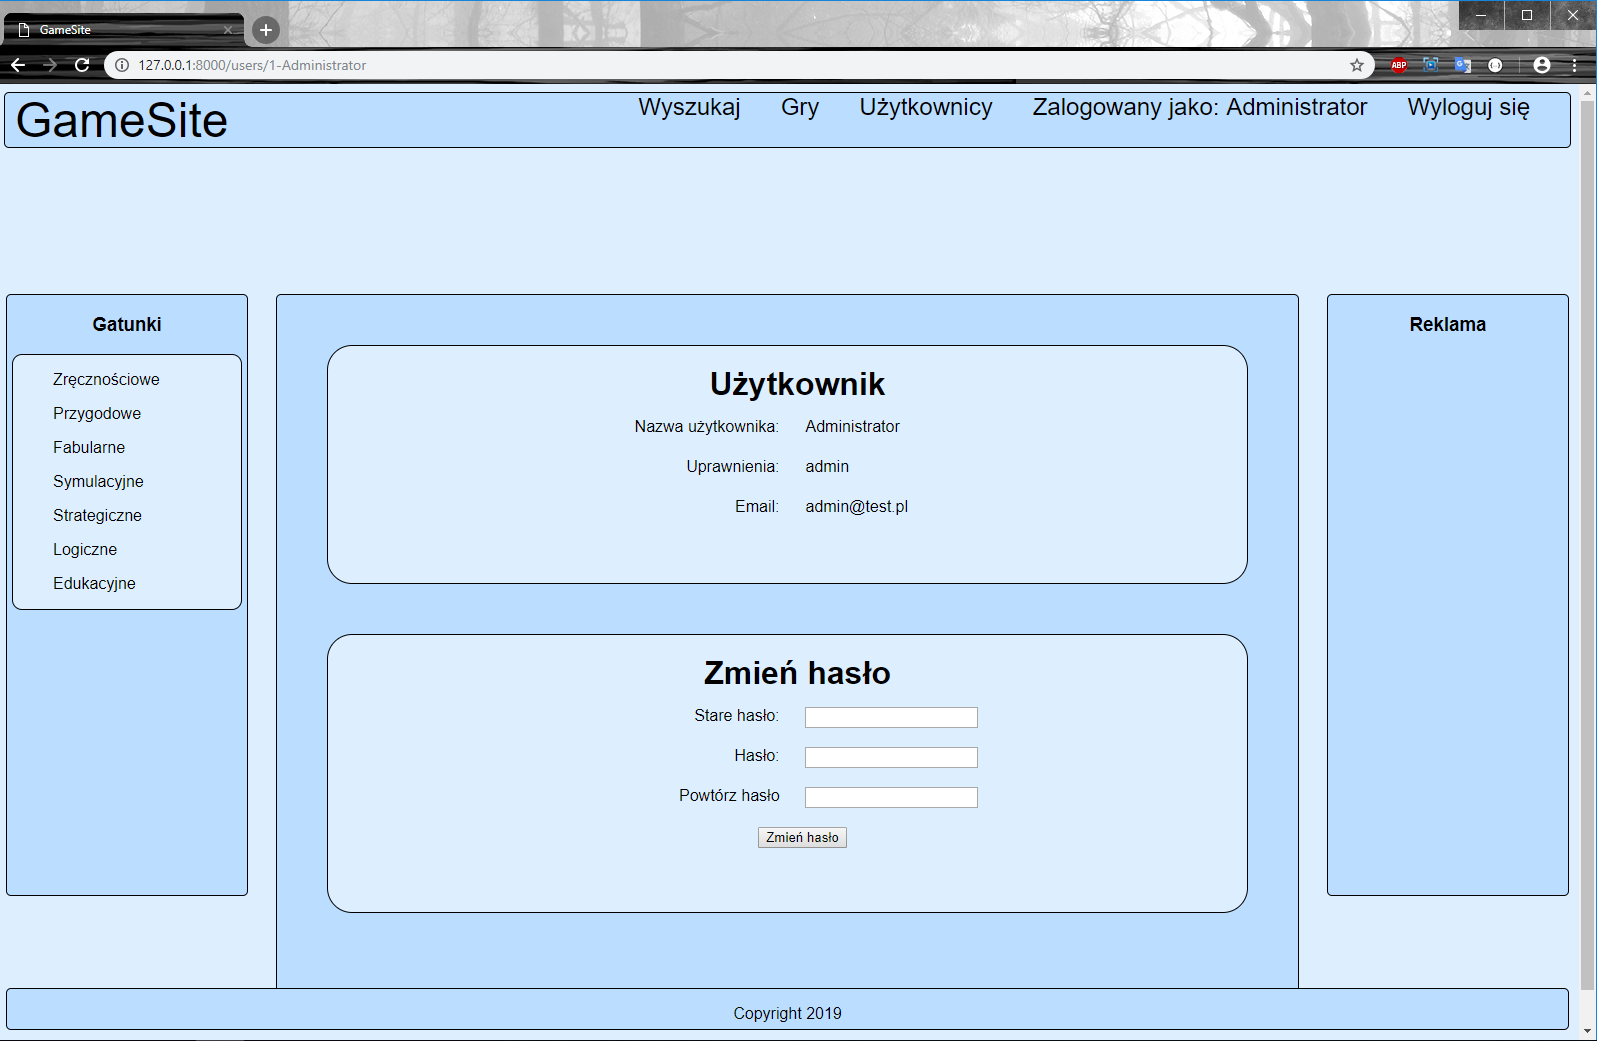 GameSite
127.0.0.1:8000/users/1-Administrator
ABP
GameSite
Wyszukaj Gry Użytkownicy Zalogowany jako: Administrator Wyloguj się
Gatunki
Zręcznościowe
Przygodowe
Fabularne
Symulacyjne
Strategiczne
Logiczne
Edukacyjne
Użytkownik
Nazwa użytkownika: Administrator
Uprawnienia: admin
Email: admin@test.pl
Zmień hasło
Stare hasło:
Hasło:
Powtórz hasło
Zmień hasło
Reklama
Copyright 2019